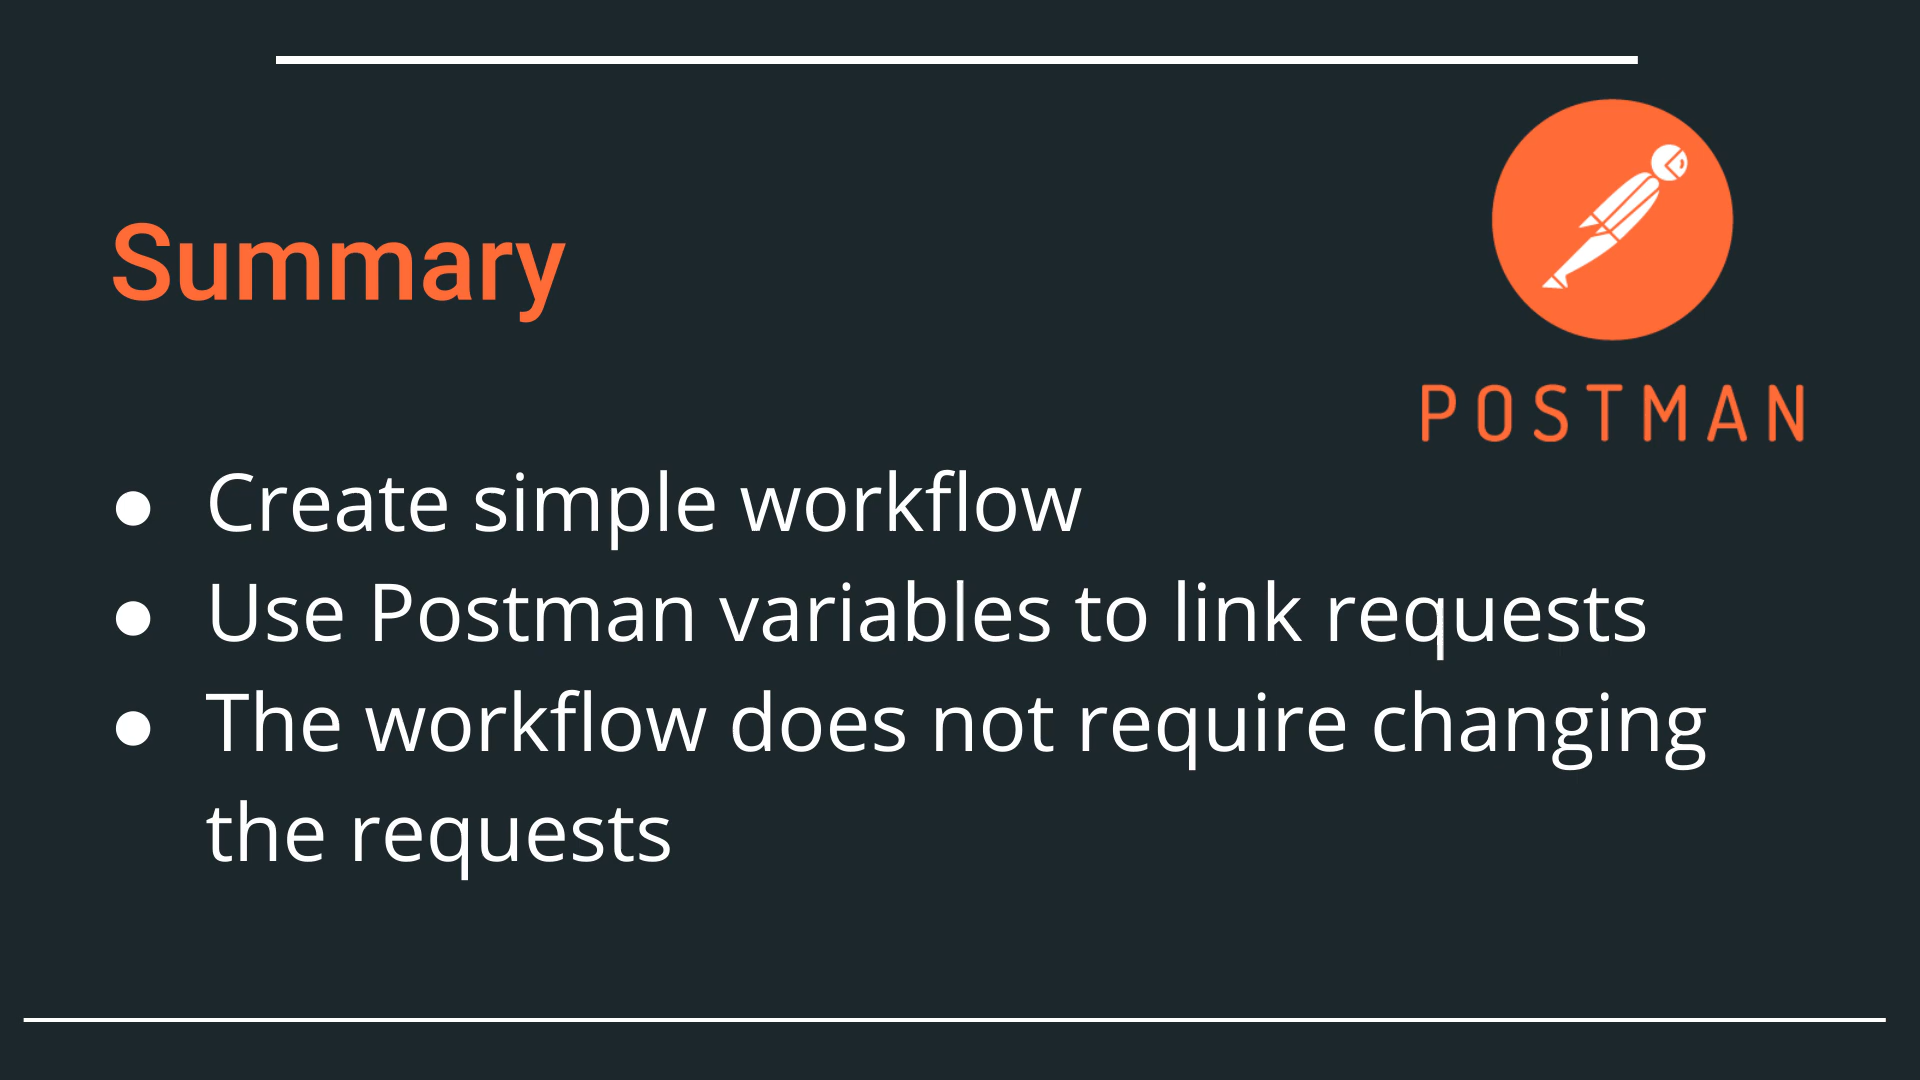 Summary
POSTMAN
● Create simple workflow
● Use Postman variables to link requests
● The workflow does not require changing
the requests